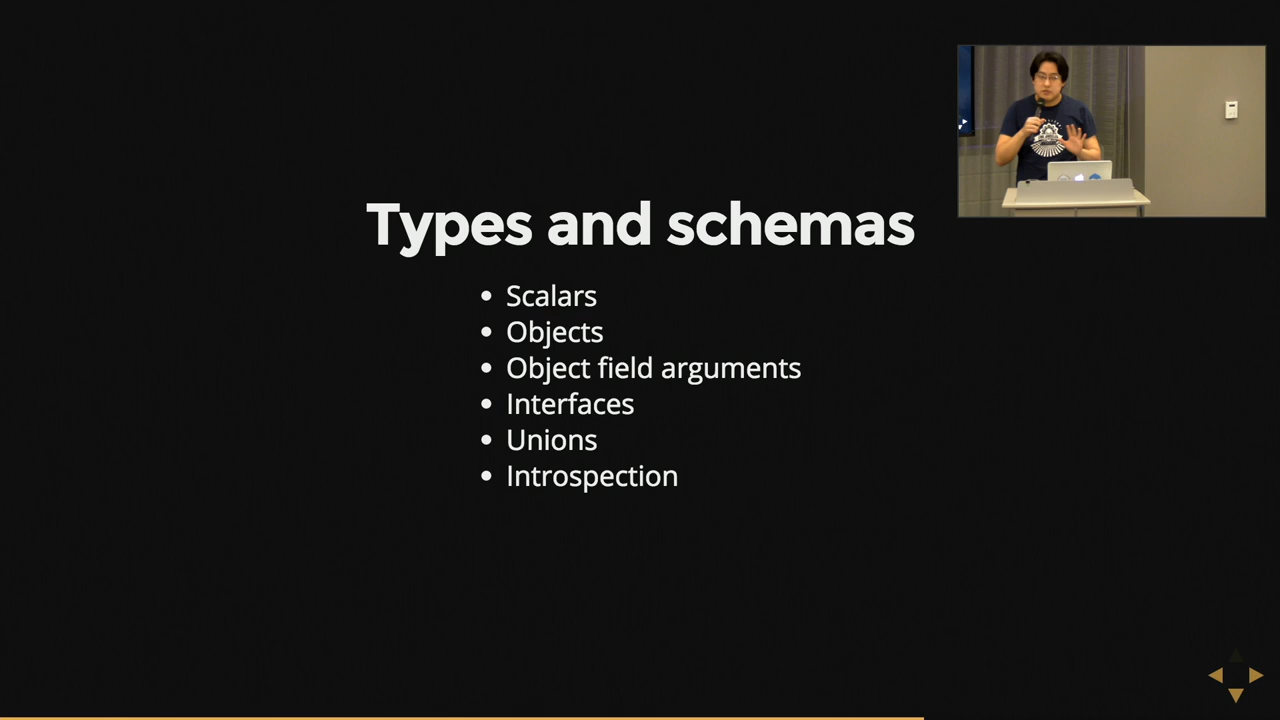 Types and schemas
Scalars
Objects
Object field arguments
Interfaces
Unions
Introspection